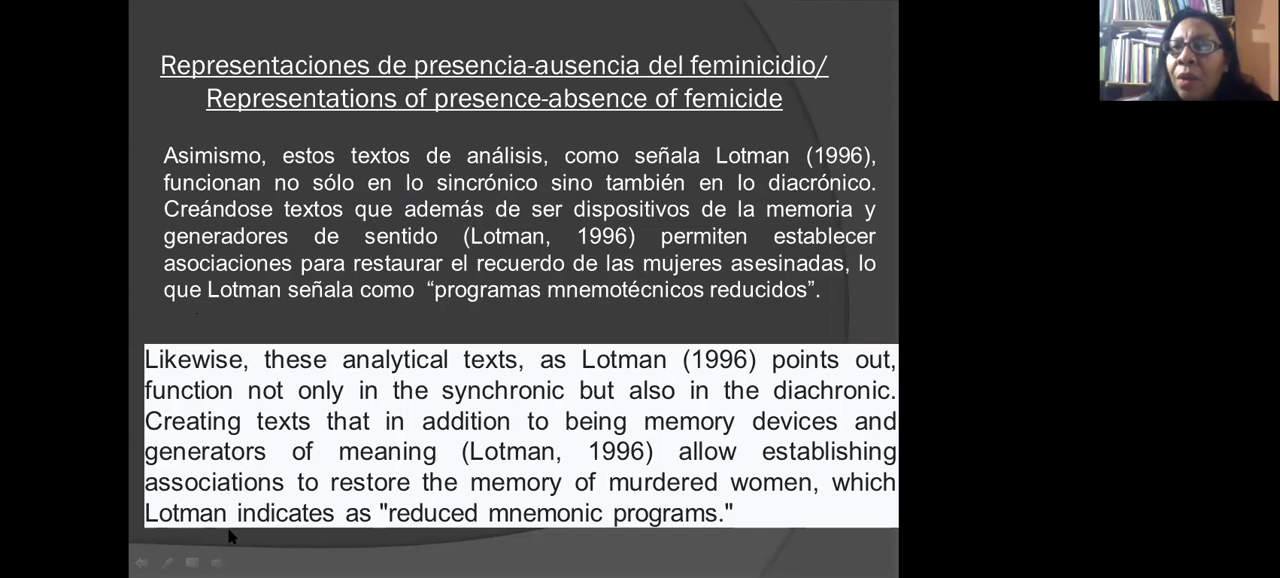 Representaciones de presencia-ausencia del feminicidio/
Representations of presence-absence of femicide
Asimismo, estos textos de análisis, como señala Lotman (1996),
funcionan no sólo en lo sincrónico sino también en lo diacrónico.
Creándose textos que además de ser dispositivos de la memoria y
generadores de sentido (Lotman, 1996) permiten establecer
asociaciones para restaurar el recuerdo de las mujeres asesinadas, lo
que Lotman señala como “programas mnemotécnicos reducidos”.
Likewise, these analytical texts, as Lotman (1996) points out,
function not only in the synchronic but also in the diachronic.
Creating texts that in addition to being memory devices and
generators of meaning (Lotman, 1996) allow establishing
associations to restore the memory of murdered women, which
Lotman indicates as "reduced mnemonic programs."